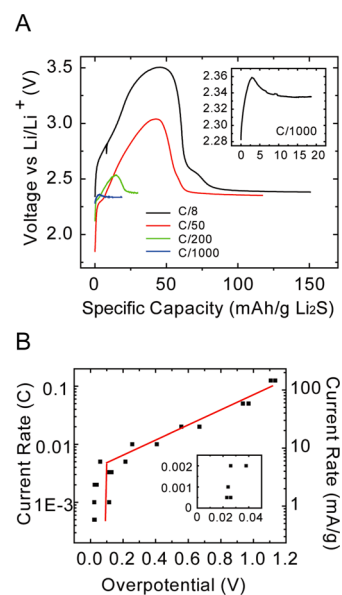 A
Voltage vs Li/Li + (V)
3.5
3.0
2.5
2.0
0 50 100 150
Specific Capacity (mAh/g Li2S)
C/8
C/50
C/200
C/1000
2.36
2.34
2.32
2.30
2.28
0 5 10 15 20
C/1000
B
Current Rate (C)
0.1
0.01
1E-3
0.0 0.2 0.4 0.6 0.8 1.0 1.2
Overpotential (V)
100
10
1
Current Rate (mA/g)
0.002
0.001
0
0 0.02 0.04